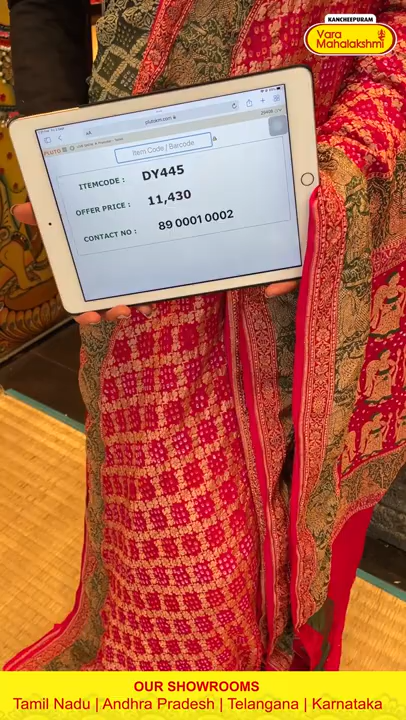 KANCHEEPURAM
Vara
Mahalakshmi
Item Code / Barcode
ITEMCODE : DY445
OFFER PRICE : 11,430
CONTACT NO : 89 0001 0002
OUR SHOWROOMS
Tamil Nadu | Andhra Pradesh | Telangana | Karnataka